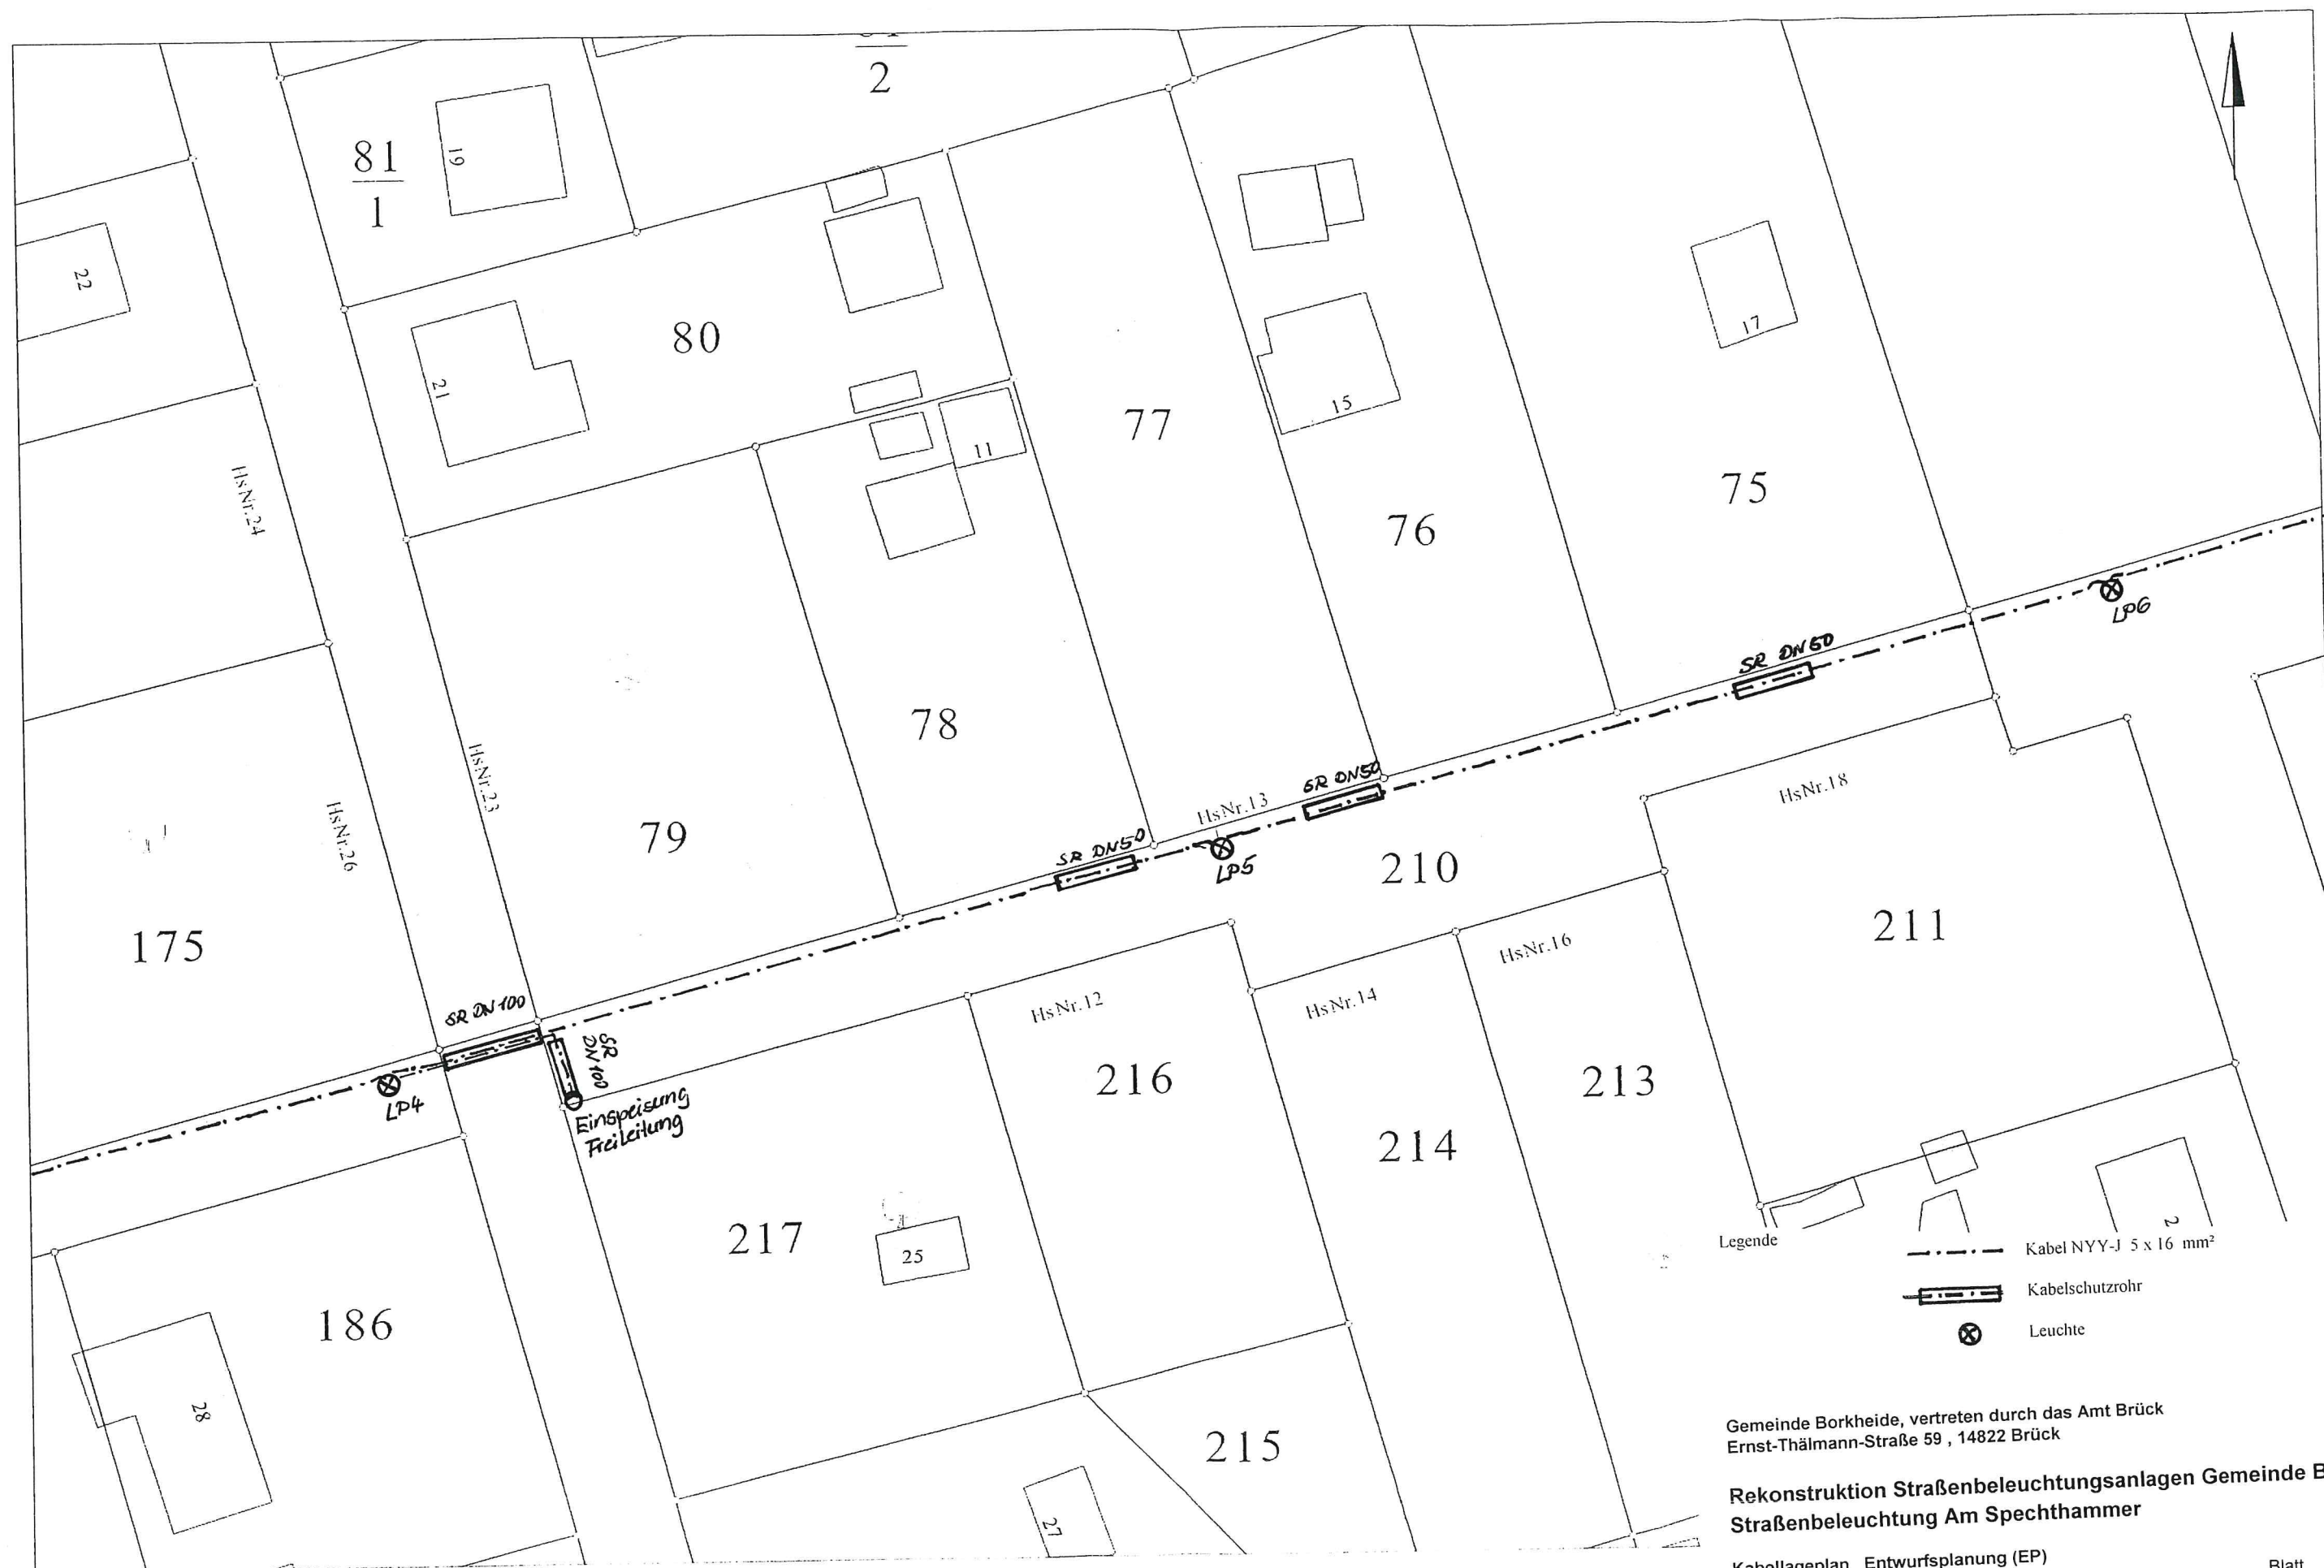 2
81
1
19
22
80
21
11
77
15
17
76
75
HsNr.24
HsNr.23
HsNr.26
78
79
175
LP6
SR DN50
SR DN50
HsNr.13
SR DN50
LP5
210
HsNr.18
211
HsNr.16
HsNr.14
HsNr.12
SR DN100
SR
DN100
LP4
Einspeisung
Freileitung
216
213
214
217
25
186
28
215
27
2
Legende
Kabel NYY-J 5 x 16 mm²
Kabelschutzrohr
Leuchte
Gemeinde Borkheide, vertreten durch das Amt Brück
Ernst-Thälmann-Straße 59 , 14822 Brück
Rekonstruktion Straßenbeleuchtungsanlagen Gemeinde B
Straßenbeleuchtung Am Spechthammer
Kabellageplan Entwurfsplanung (EP)
Blatt